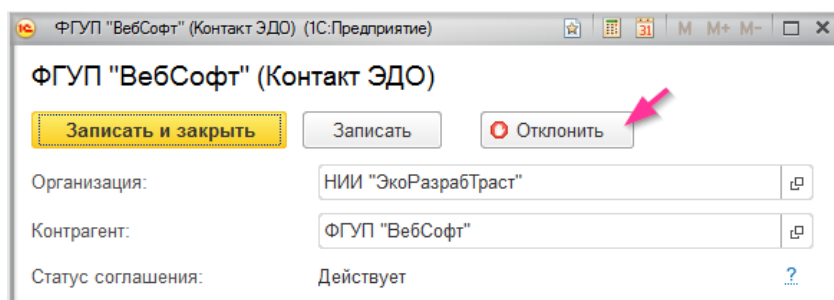 ФГУП "ВебСофт" (Контакт ЭДО) (1С:Предприятие) 31 M M+ M-
ФГУП "ВебСофт" (Контакт ЭДО)
Записать и закрыть Записать Отклонить
Организация: НИИ "ЭкоРазрабТраст"
Контрагент: ФГУП "ВебСофт"
Статус соглашения: Действует ?